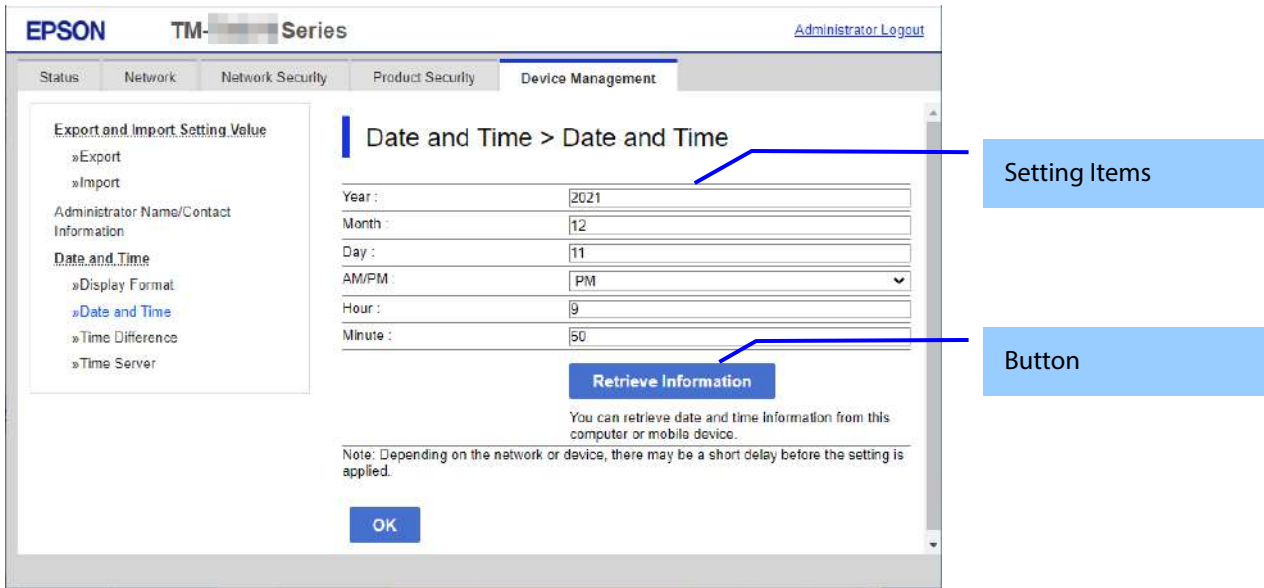 EPSON TM- Series Administrator Logout
Status Network Network Security Product Security Device Management
Export and Import Setting Value
»Export
»Import
Administrator Name/Contact
Information
Date and Time
»Display Format
»Date and Time
»Time Difference
»Time Server
Date and Time > Date and Time
Year : 2021
Month : 12
Day : 11
AM/PM : PM
Hour : 9
Minute : 50
Retrieve Information
You can retrieve date and time information from this
computer or mobile device.
Note: Depending on the network or device, there may be a short delay before the setting is
applied.
OK
Setting Items
Button